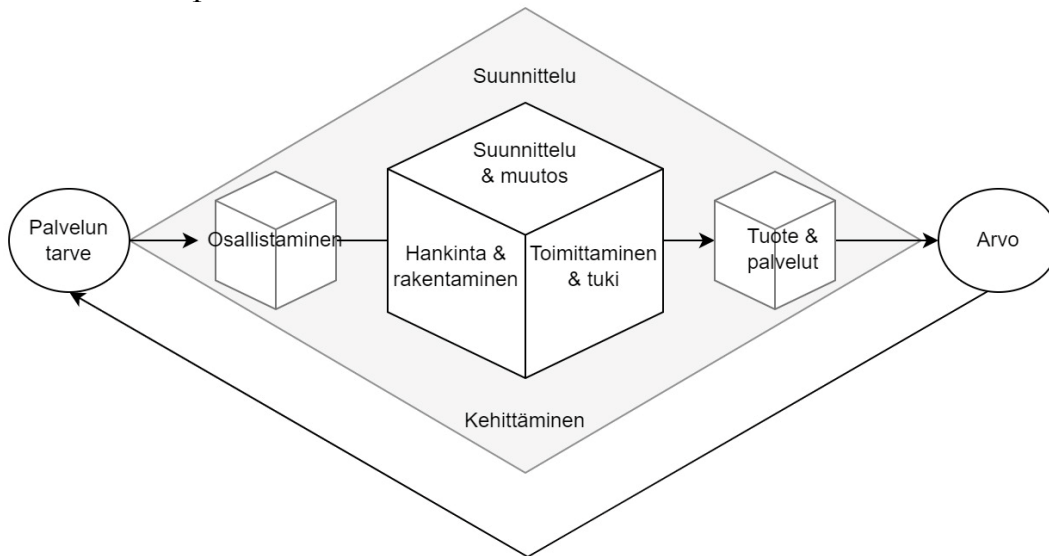 Suunnittelu
Suunnittelu
& muutos
Palvelun
tarve
Osallistaminen
Hankinta &
rakentaminen
Toimittaminen
& tuki
Tuote &
palvelut
Arvo
Kehittäminen